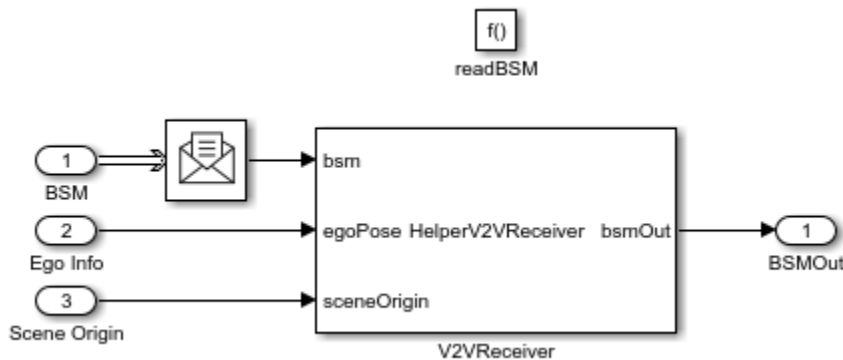 f()
readBSM
1
BSM
bsm
2
Ego Info
egoPose HelperV2VReceiver bsmOut
1
BSMOut
3
Scene Origin
sceneOrigin
V2VReceiver